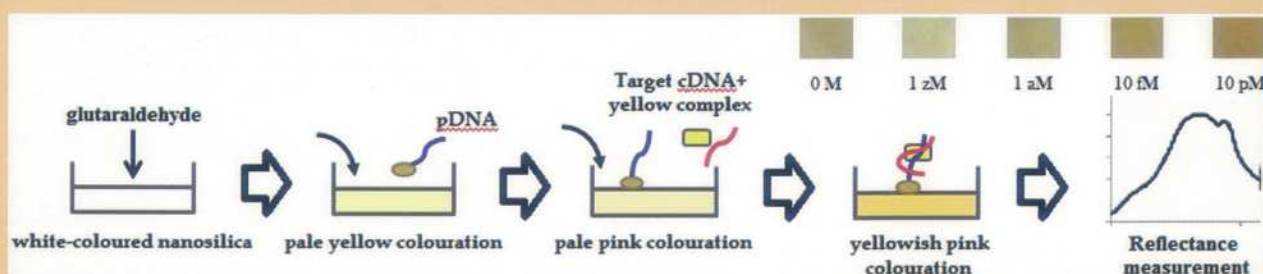 0 M
1 zM
1 aM
10 fM
10 pM
glutaraldehyde
pDNA
Target cDNA+
yellow complex
white-coloured nanosilica
pale yellow colouration
pale pink colouration
yellowish pink
colouration
Reflectance
measurement